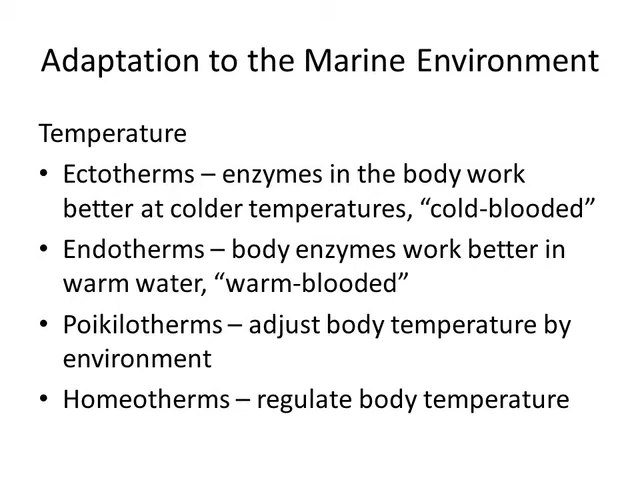 Adaptation to the Marine Environment
Temperature
• Ectotherms – enzymes in the body work
better at colder temperatures, “cold-blooded”
• Endotherms – body enzymes work better in
warm water, “warm-blooded”
• Poikilotherms – adjust body temperature by
environment
• Homeotherms – regulate body temperature